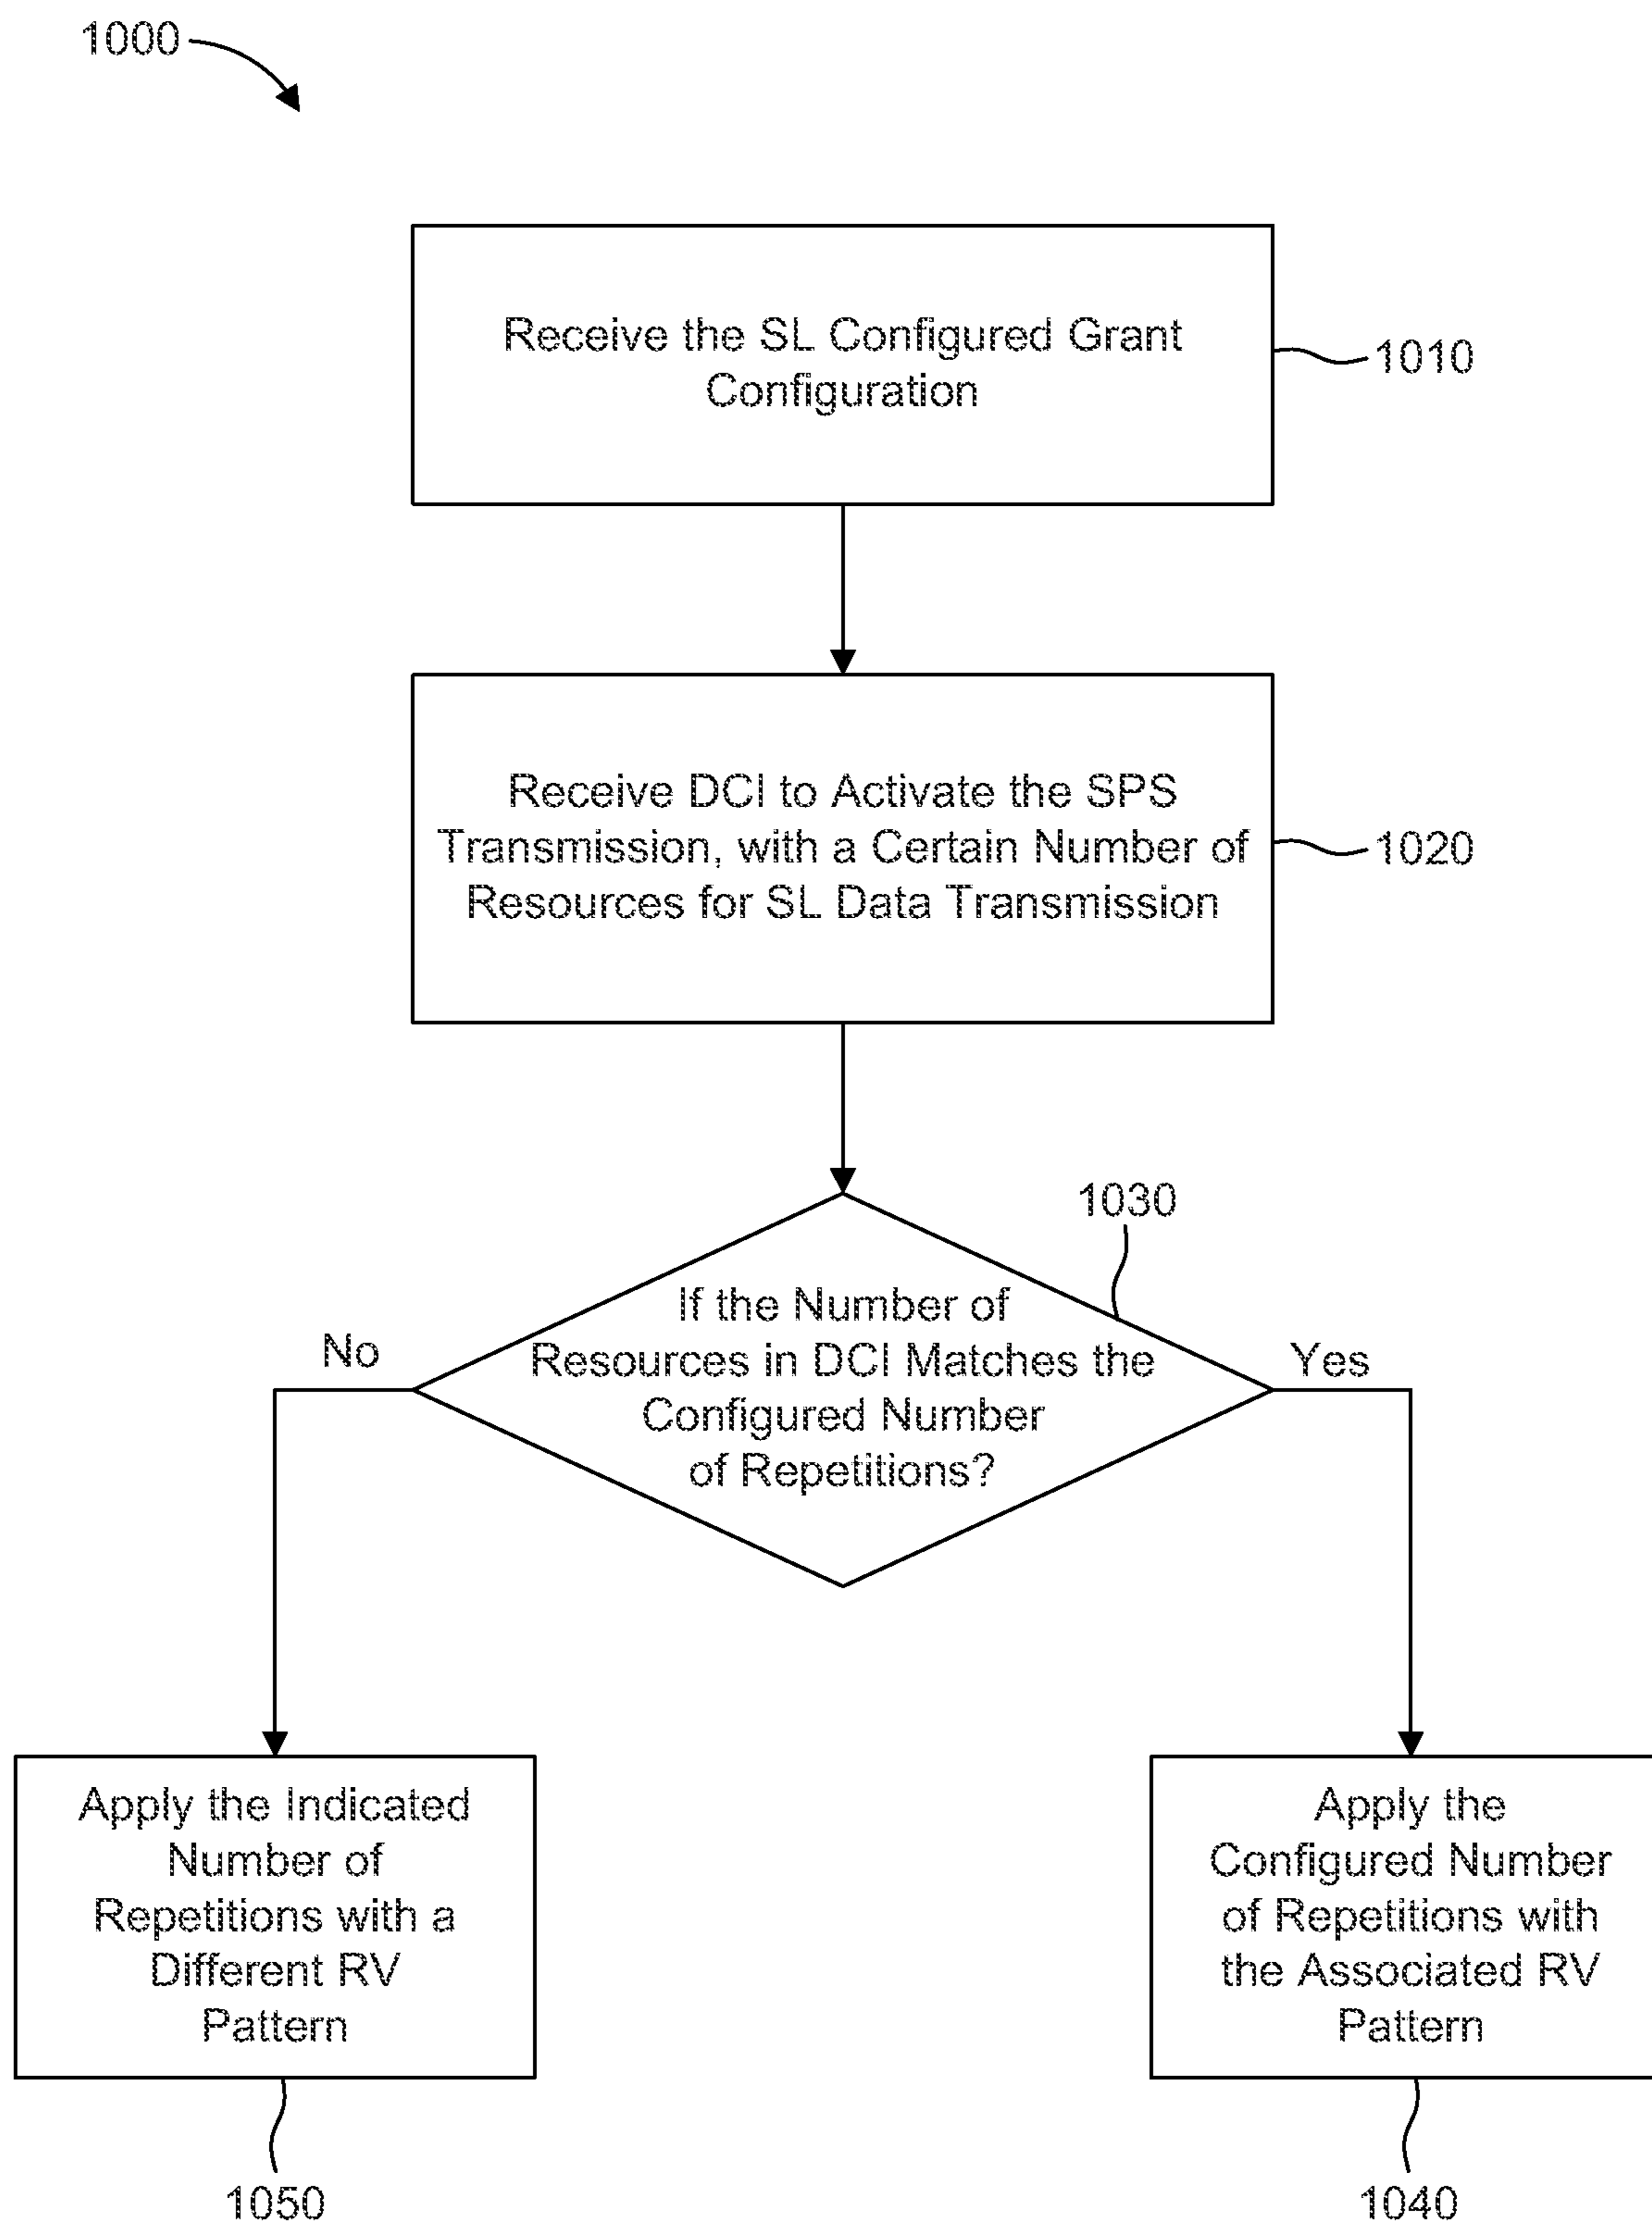 1000
Receive the SL Configured Grant
Configuration
1010
Receive DCI to Activate the SPS
Transmission, with a Certain Number of
Resources for SL Data Transmission
1020
1030
If the Number of
Resources in DCI Matches the
Configured Number
of Repetitions?
No
Yes
Apply the Indicated
Number of
Repetitions with a
Different RV
Pattern
1050
Apply the
Configured Number
of Repetitions with
the Associated RV
Pattern
1040